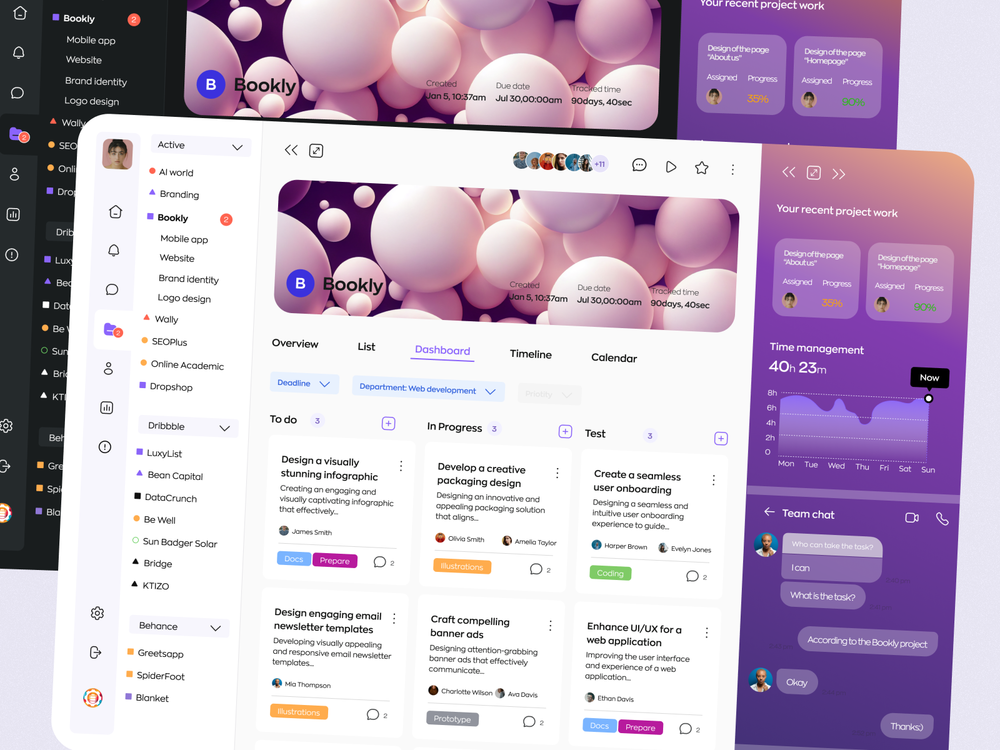 Bookly
2
Mobile app
Website
Brand identity
Logo design
Wally
SEO
Onli
Drop
Dribb
Luxy
Bea
Data
Be W
Sun
Brid
KTI
Beh
Gre
Spid
Bla
2
B Bookly
Created
Jan 5, 10:37am
Due date
Jul 30,00:00am
Tracked time
90days, 40sec
Your recent project work
Design of the page
"About us"
Assigned Progress
35%
Design of the page
"Homepage"
Assigned Progress
90%
Active
AI world
Branding
Bookly
2
Mobile app
Website
Brand identity
Logo design
Wally
SEOPlus
Online Academic
Dropshop
Dribbble
LuxyList
Bean Capital
DataCrunch
Be Well
Sun Badger Solar
Bridge
KTIZO
Behance
Greetsapp
SpiderFoot
Blanket
2
+11
B Bookly
Created
Jan 5, 10:37am
Due date
Jul 30,00:00am
Tracked time
90days, 40sec
Overview List Dashboard Timeline Calendar
Deadline
Department: Web development
Priority
To do 3
Design a visually
stunning infographic
Creating an engaging and
visually captivating infographic
that effectively...
James Smith
Docs Prepare 2
Design engaging email
newsletter templates
Developing visually appealing
and responsive email newsletter
templates...
Mia Thompson
Illustrations 2
In Progress 3
Develop a creative
packaging design
Designing an innovative and
appealing packaging solution
that aligns...
Olivia Smith Amelia Taylor
Illustrations 2
Craft compelling
banner ads
Designing attention-grabbing
banner ads that effectively
communicate...
Charlotte Wilson Ava Davis
Prototype 2
Test 3
Create a seamless
user onboarding
Designing a seamless and
intuitive user onboarding
experience to guide...
Harper Brown Evelyn Jones
Coding 2
Enhance UI/UX for a
web application
Improving the user interface
and experience of a web
application...
Ethan Davis
Docs Prepare 2
Your recent project work
Design of the page
"About us"
Assigned Progress
35%
Design of the page
"Homepage"
Assigned Progress
90%
Time management
40h 23m
Now
8h
6h
4h
2h
0
Mon Tue Wed Thu Fri Sat Sun
Team chat
Who can take the task?
I can
What is the task?
According to the Bookly project
Okay
Thanks;)